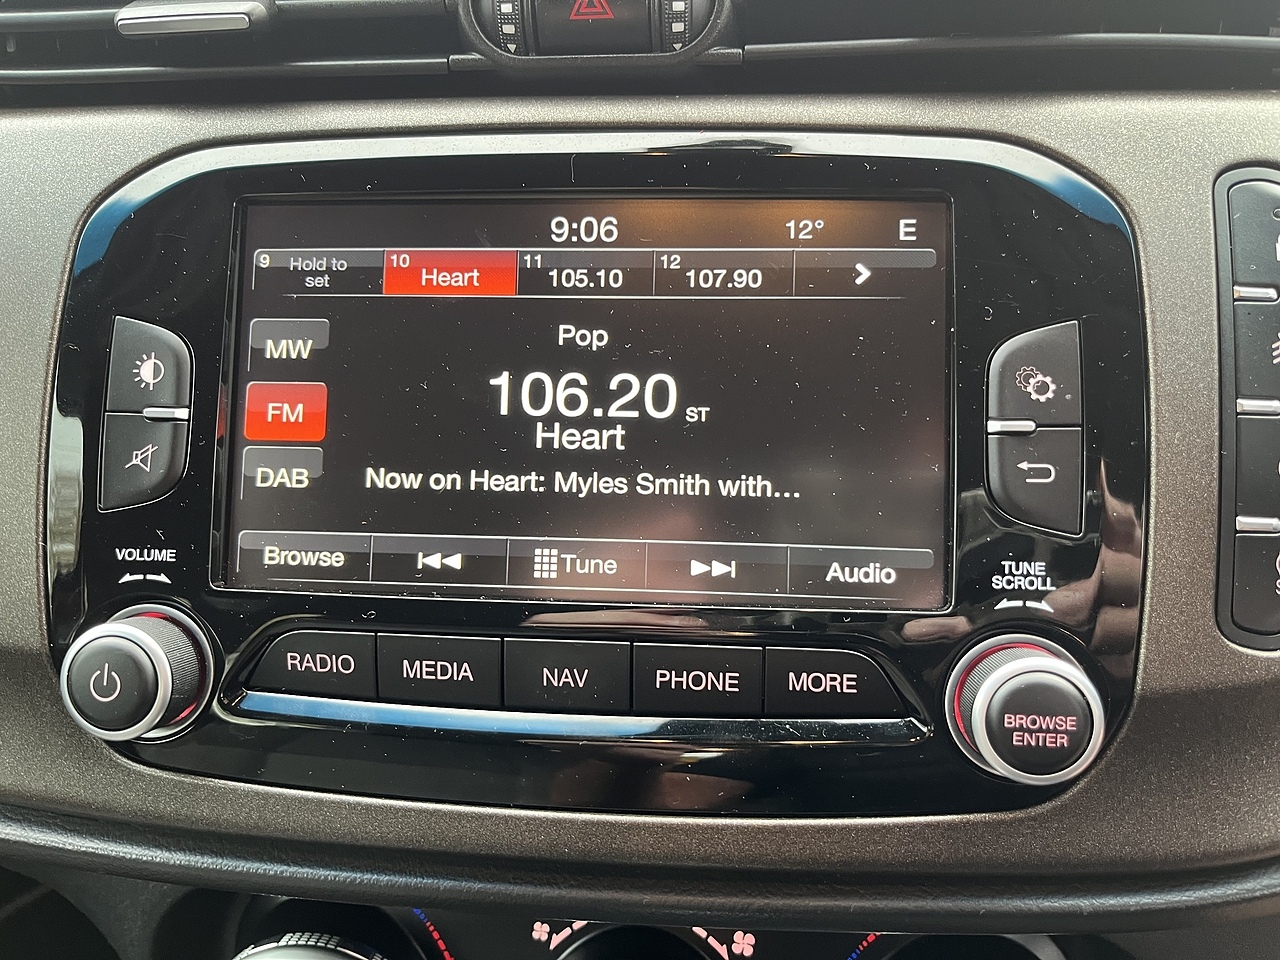 9:06 12° E
9 Hold to set 10 Heart 11 105.10 12 107.90
MW
Pop
FM
106.20 ST
Heart
DAB
Now on Heart: Myles Smith with...
Browse Tune Audio
VOLUME
TUNE
SCROLL
RADIO MEDIA NAV PHONE MORE
BROWSE
ENTER